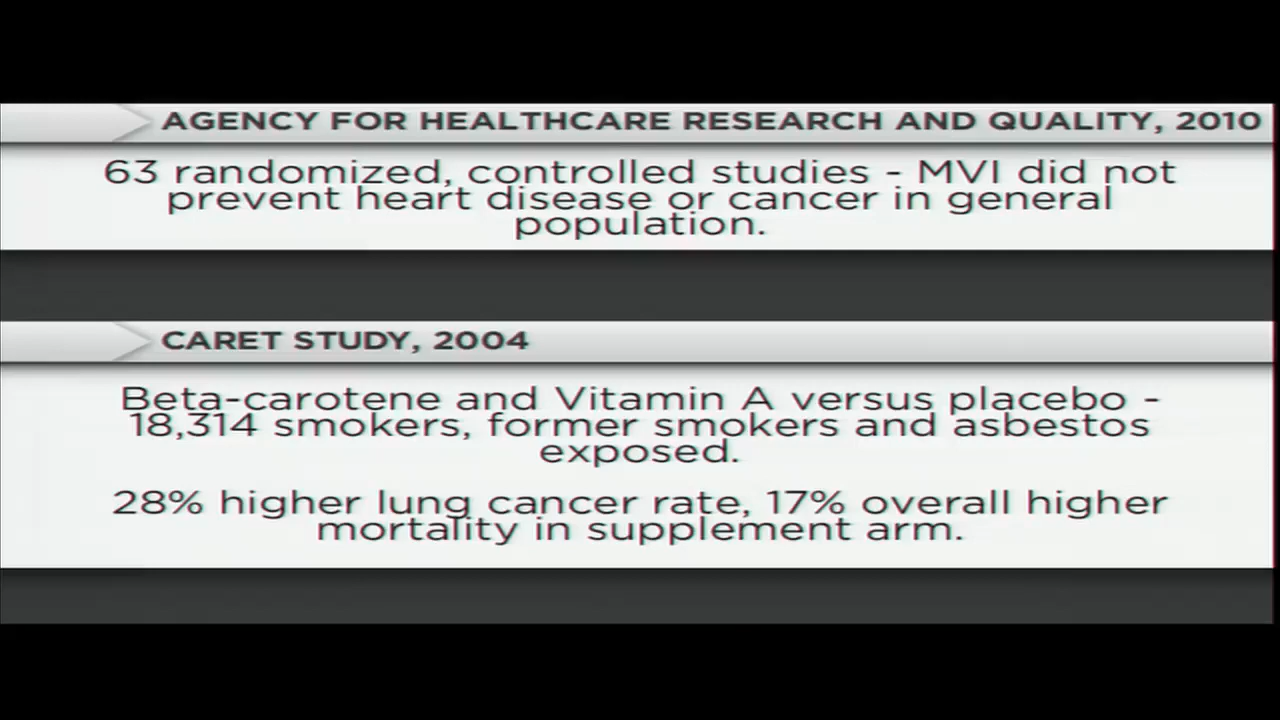 AGENCY FOR HEALTHCARE RESEARCH AND QUALITY, 2010
63 randomized, controlled studies - MVI did not
prevent heart disease or cancer in general
population.
CARET STUDY, 2004
Beta-carotene and Vitamin A versus placebo -
18,314 smokers, former smokers and asbestos
exposed.
28% higher lung cancer rate, 17% overall higher
mortality in supplement arm.